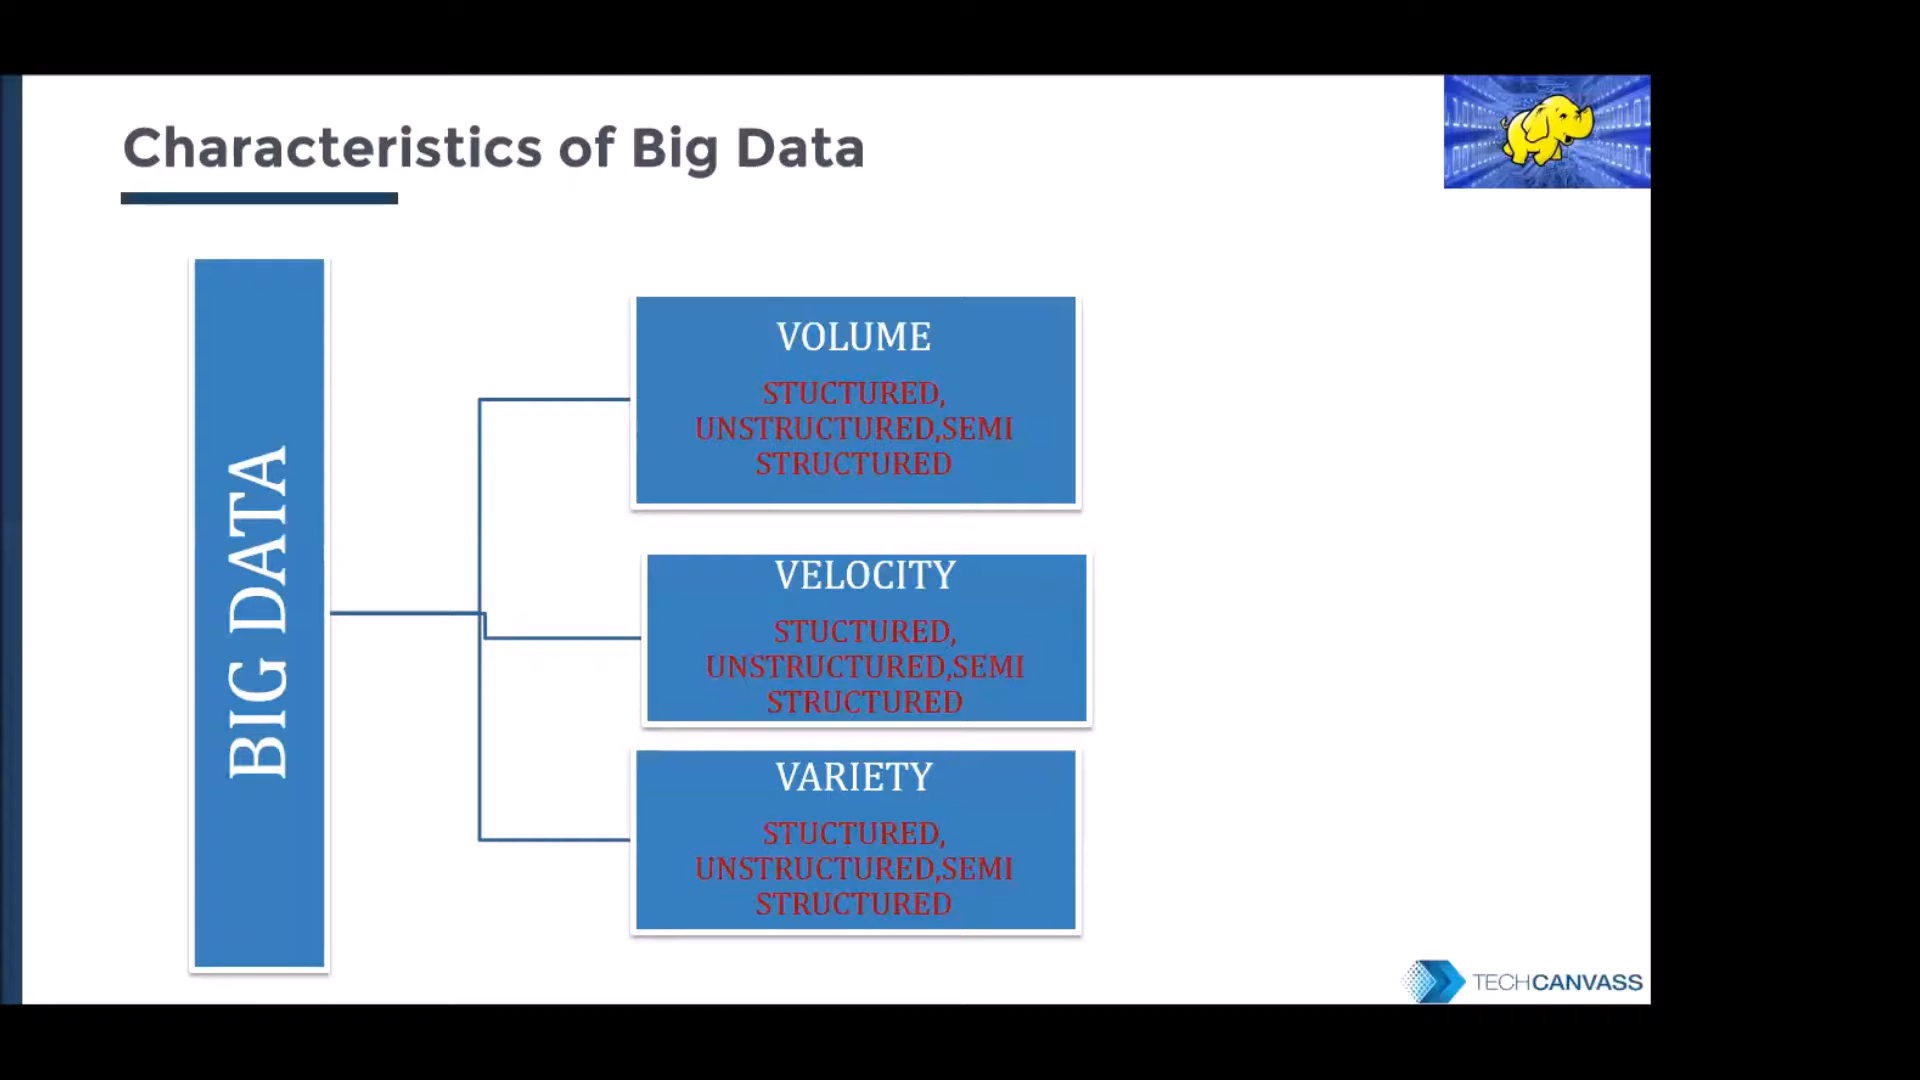 Characteristics of Big Data
BIG DATA
VOLUME
STUCTURED,
UNSTRUCTURED,SEMI
STRUCTURED
VELOCITY
STUCTURED,
UNSTRUCTURED,SEMI
STRUCTURED
VARIETY
STUCTURED,
UNSTRUCTURED,SEMI
STRUCTURED
TECHCANVASS